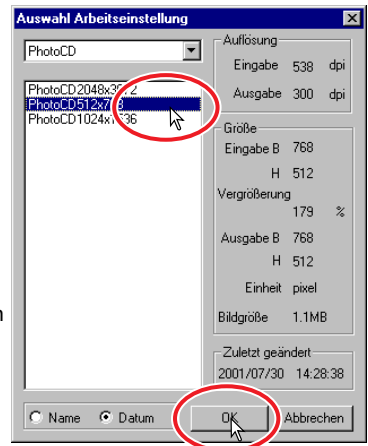 Auswahl Arbeitseinstellung
PhotoCD
PhotoCD2048x3072
PhotoCD512x768
PhotoCD1024x1536
Auflösung
Eingabe 538 dpi
Ausgabe 300 dpi
Größe
Eingabe B 768
H 512
Vergrößerung
179 %
Ausgabe B 768
H 512
Einheit pixel
Bildgröße 1.1MB
Zuletzt geändert
2001/07/30 14:28:38
Name Datum OK Abbrechen